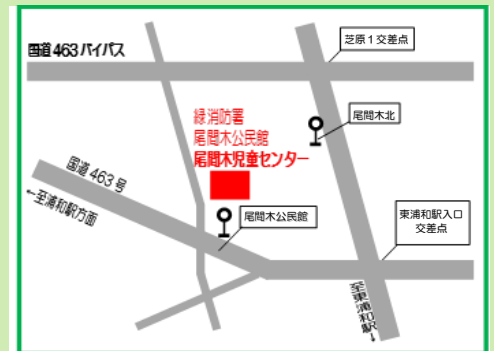 芝原1交差点
国道463バイパス
緑消防署
尾間木公民館
尾間木児童センター
尾間木北
国道463号
←至浦和駅方面
尾間木公民館
東浦和駅入口
交差点
至東浦和駅↓